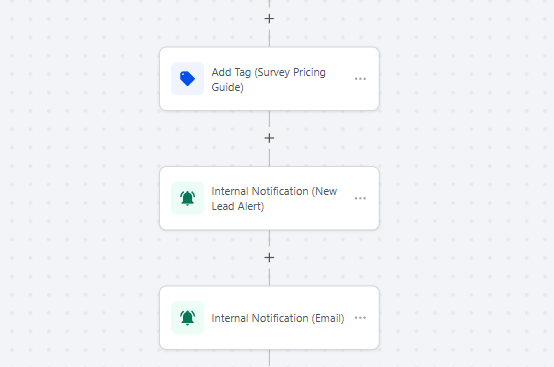 Add Tag (Survey Pricing
Guide)
Internal Notification (New
Lead Alert)
Internal Notification (Email)